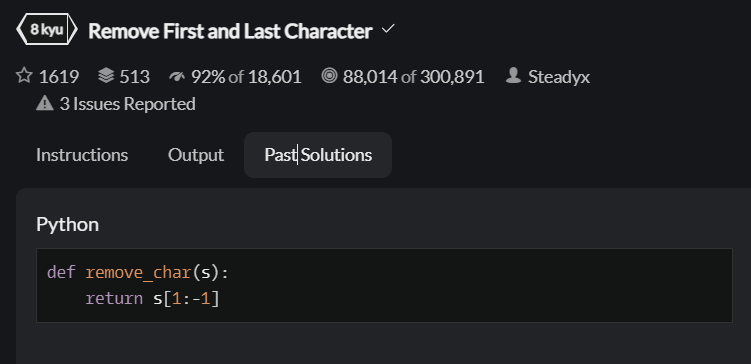 8 kyu Remove First and Last Character
1619 513 92% of 18,601 88,014 of 300,891 Steadyx
3 Issues Reported
Instructions Output Past Solutions
Python
def remove_char(s):
    return s[1:-1]